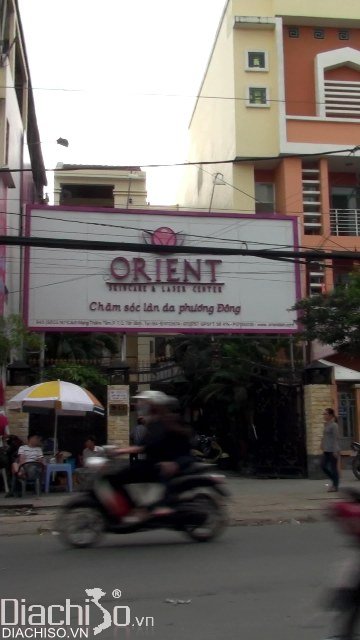 ORIENT
SKINCARE & LASER CENTER
Chăm sóc làn da phương Đông
DiachiSo.vn
DIACHISO.VN